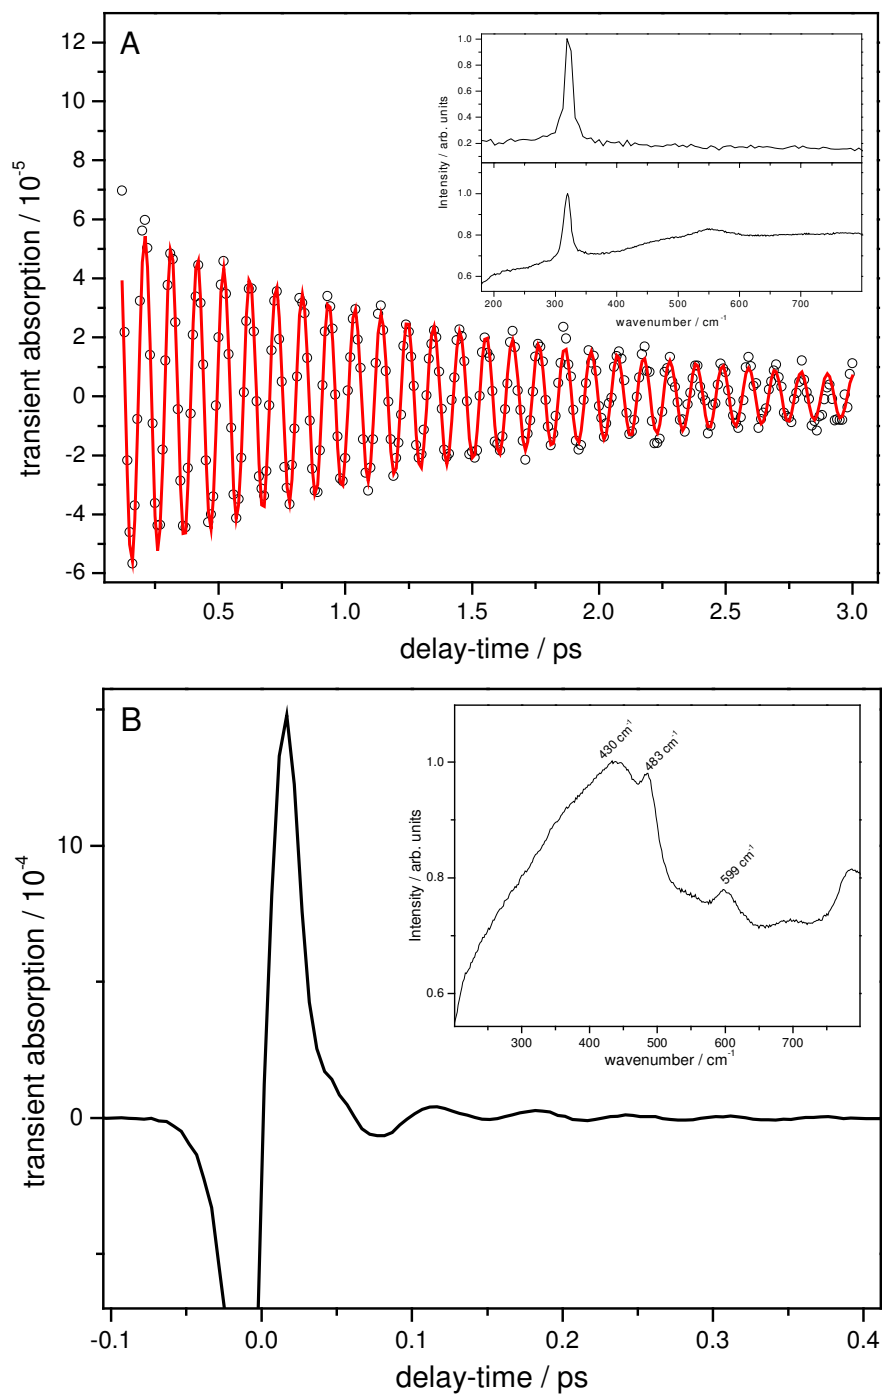 A
12
10
8
6
4
2
0
-2
-4
-6
transient absorption / 10-5
0.5 1.0 1.5 2.0 2.5 3.0
delay-time / ps
1.0
0.8
0.6
0.4
0.2
1.0
0.8
0.6
Intensity / arb. units
200 300 400 500 600 700
wavenumber / cm-1
B
10
0
transient absorption / 10-4
-0.1 0.0 0.1 0.2 0.3 0.4
delay-time / ps
1.0
0.8
0.6
Intensity / arb. units
430 cm-1
483 cm-1
599 cm-1
300 400 500 600 700
wavenumber / cm-1